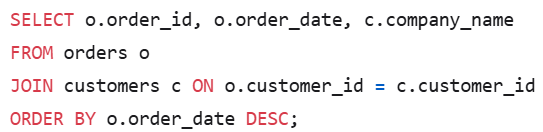 SELECT o.order_id, o.order_date, c.company_name
FROM orders o
JOIN customers c ON o.customer_id = c.customer_id
ORDER BY o.order_date DESC;